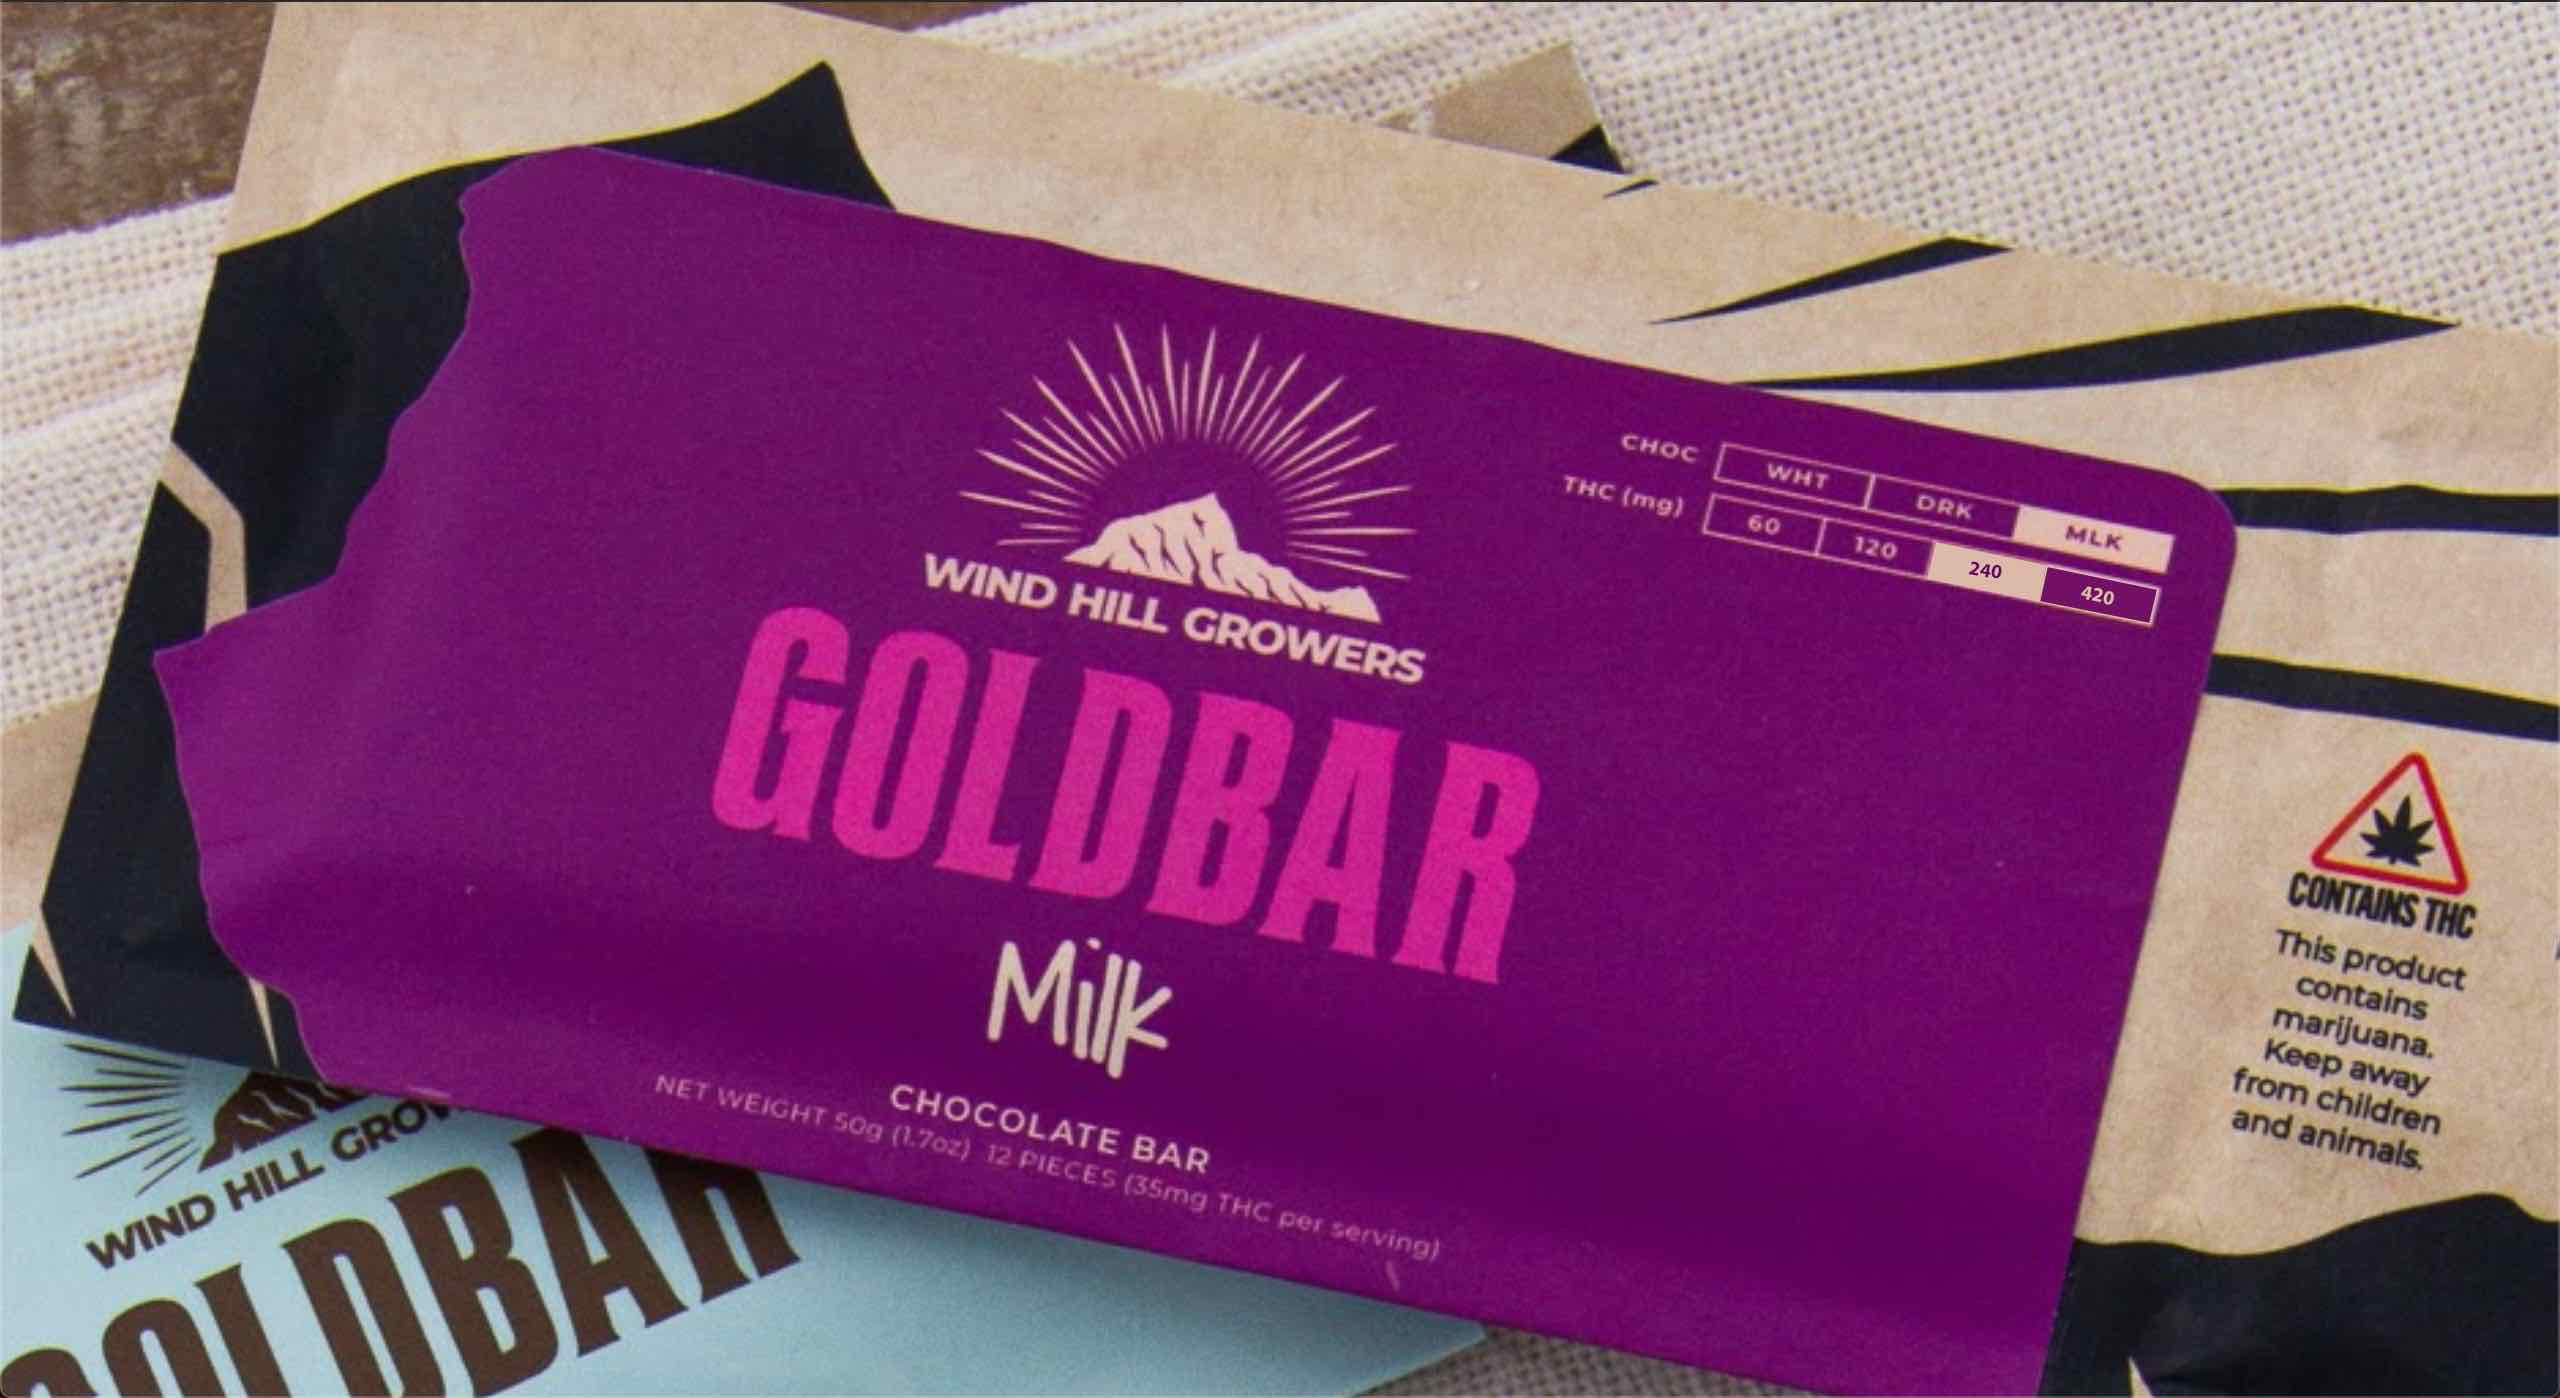 WIND HILL GROWERS
GOLDBAR
Milk
CHOCOLATE BAR
NET WEIGHT 50g (1.7oz) 12 PIECES (35mg THC per serving)
CHOC WHT DRK MLK
THC (mg) 60 120 240 420
CONTAINS THC
This product
contains
marijuana.
Keep away
from children
and animals.
WIND HILL GROW
GOLDBAR